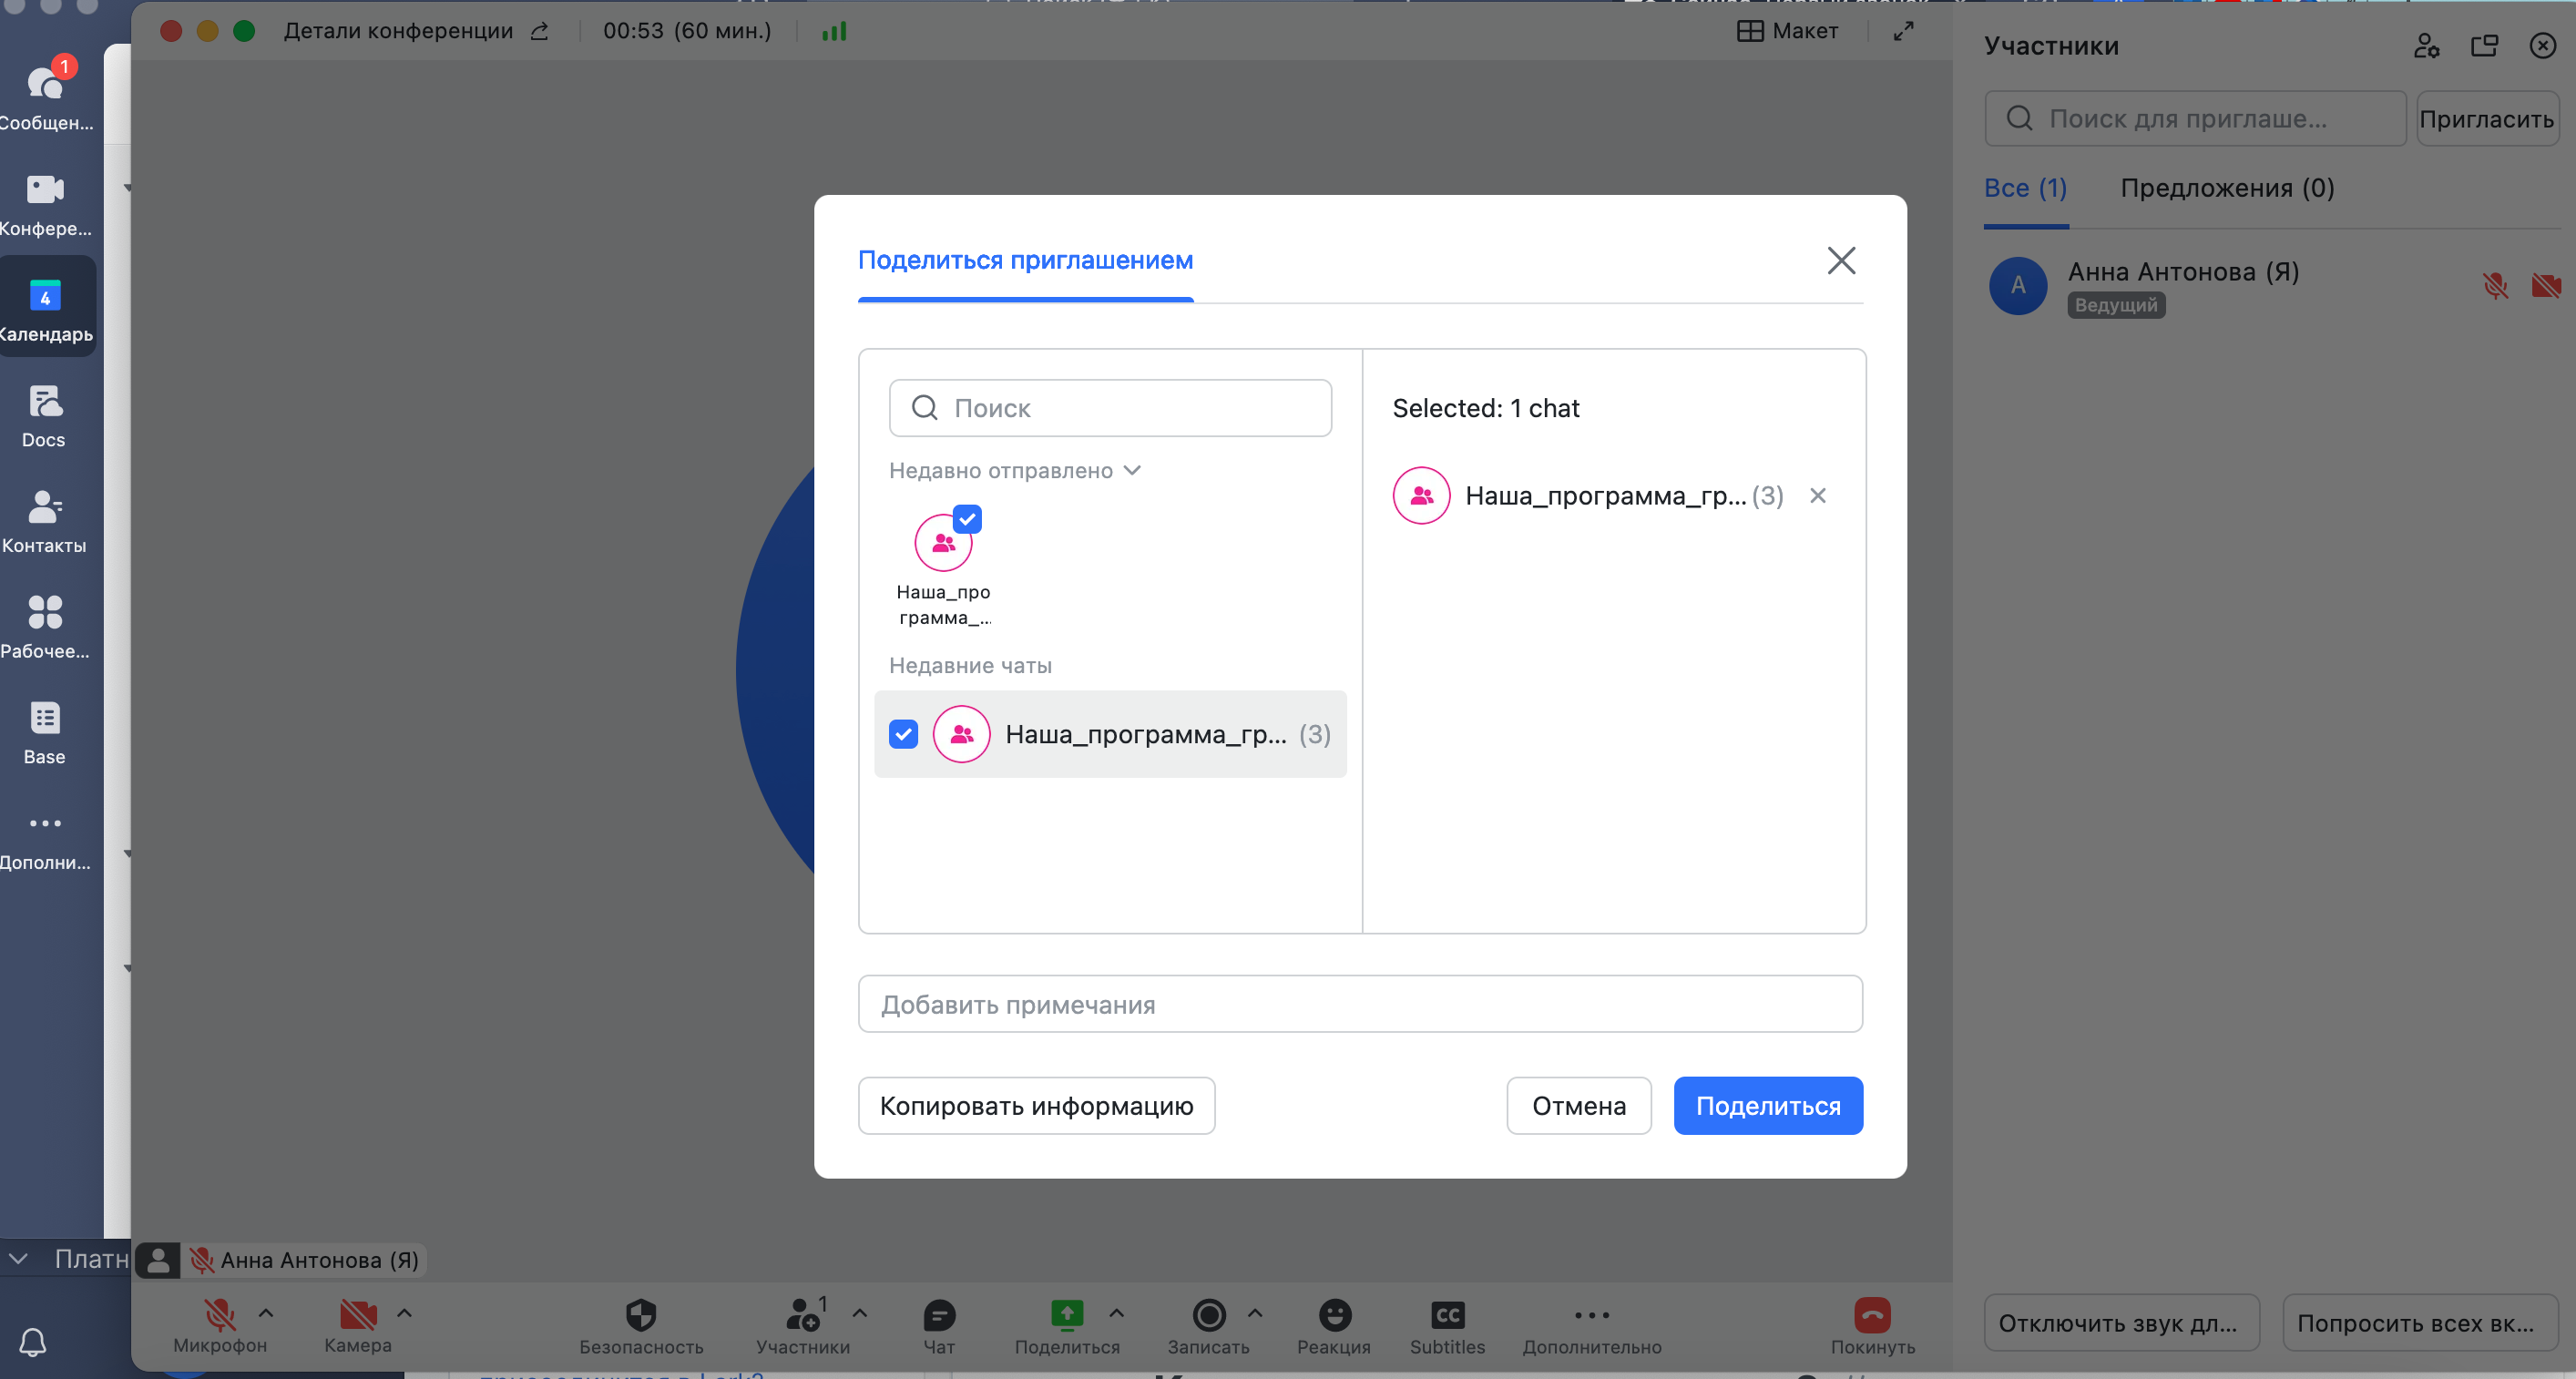 Детали конференции
00:53 (60 мин.)
Макет
1
Сообщен...
Конфере...
4
Календарь
Docs
Контакты
Рабочее...
Base
Дополни...
Платн
Поделиться приглашением
Поиск
Недавно отправлено
Наша_про
грамма_...
Недавние чаты
Наша_программа_гр... (3)
Selected: 1 chat
Наша_программа_гр... (3)
Добавить примечания
Копировать информацию
Отмена
Поделиться
Участники
Поиск для приглаше...
Пригласить
Все (1)
Предложения (0)
А
Анна Антонова (Я)
Ведущий
Отключить звук дл...
Попросить всех вк...
Анна Антонова (Я)
Микрофон
Камера
Безопасность
1
Участники
Чат
Поделиться
Записать
Реакция
CC
Subtitles
Дополнительно
Покинуть